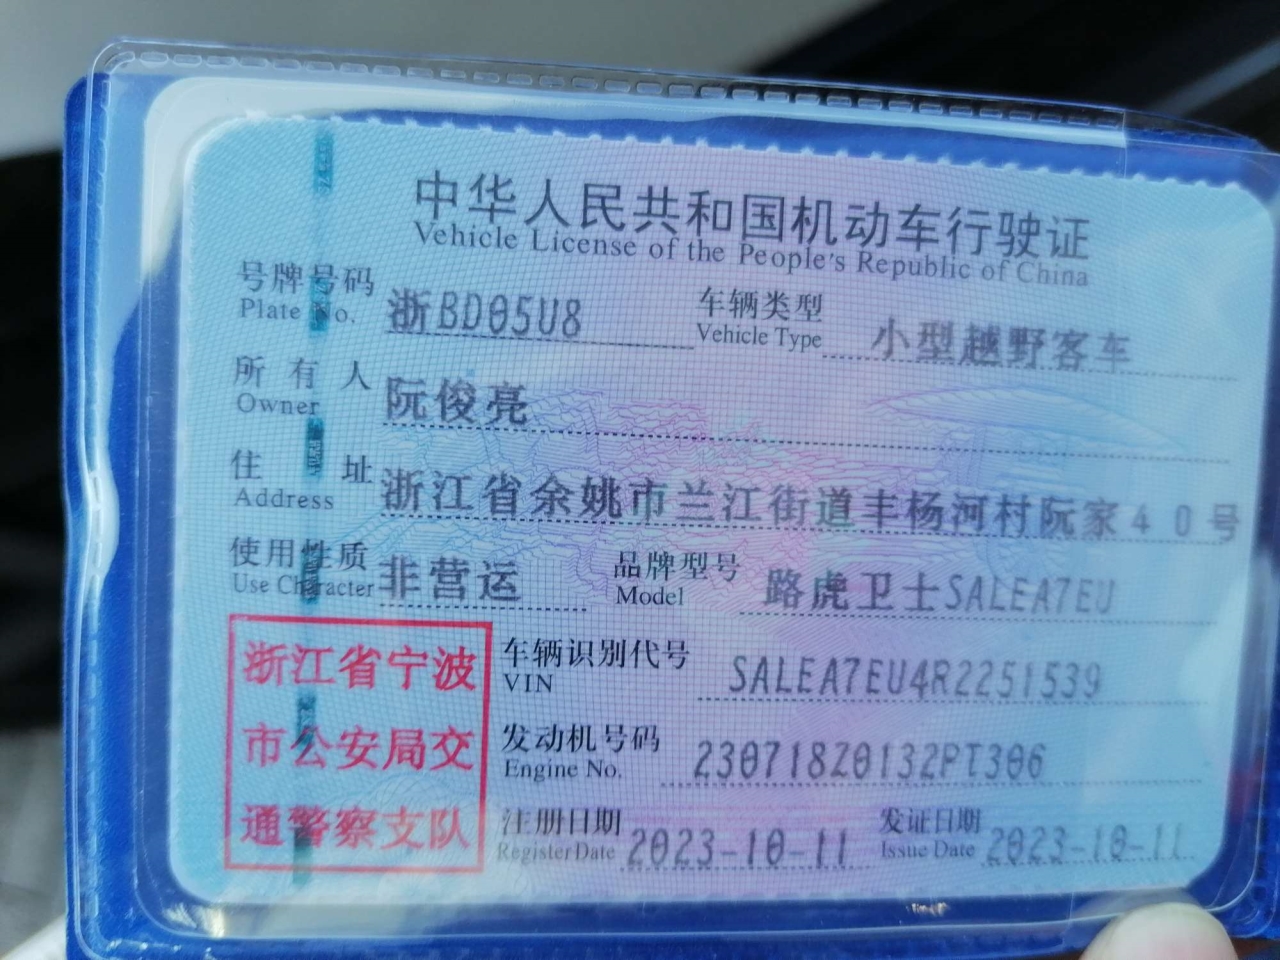 中华人民共和国机动车行驶证
Vehicle License of the People's Republic of China
号牌号码 浙BD05U8 车辆类型 小型越野客车
Plate No. Vehicle Type
所有人 阮俊亮
Owner
住址 浙江省余姚市兰江街道丰杨河村阮家40号
Address
使用性质 非营运 品牌型号 路虎卫士SALEA7EU
Use Character Model
浙江省宁波
市公安局交
通警察支队
车辆识别代号 SALEA7EU4R2251539
VIN
发动机号码 230718Z0132PT306
Engine No.
注册日期 2023-10-11 发证日期 2023-10-11
Register Date Issue Date